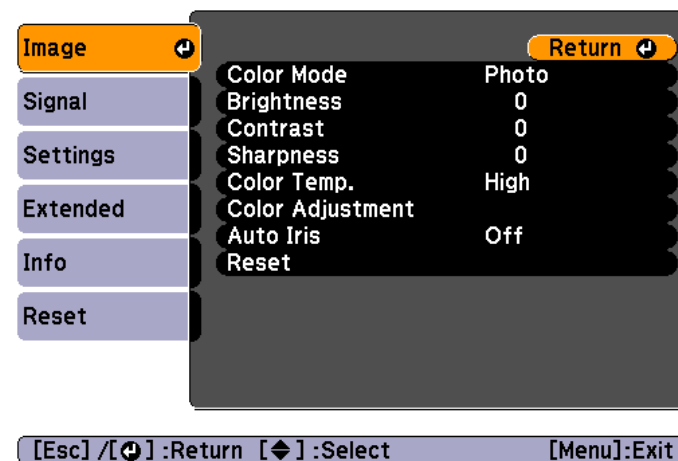 Image
Signal
Settings
Extended
Info
Reset
Return
Color Mode Photo
Brightness 0
Contrast 0
Sharpness 0
Color Temp. High
Color Adjustment
Auto Iris Off
Reset
[Esc] /[⏎] :Return [◆] :Select [Menu]:Exit